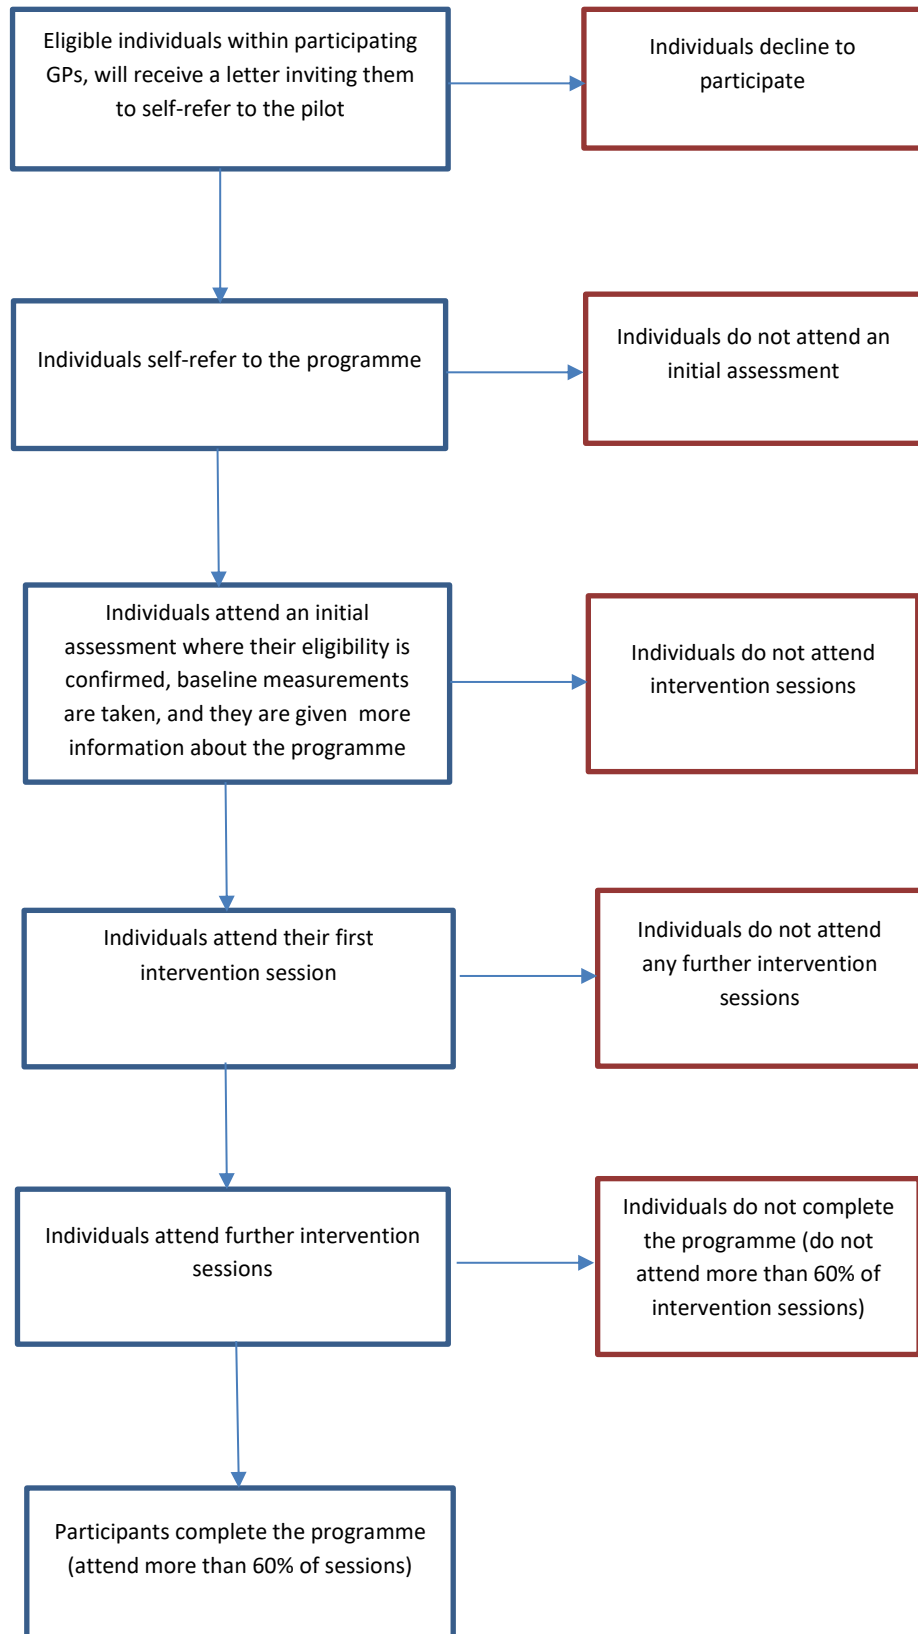 Eligible individuals within participating
GPs, will receive a letter inviting them
to self-refer to the pilot
Individuals decline to
participate
Individuals self-refer to the programme
Individuals do not attend an
initial assessment
Individuals attend an initial
assessment where their eligibility is
confirmed, baseline measurements
are taken, and they are given  more
information about the programme
Individuals do not attend
intervention sessions
Individuals attend their first
intervention session
Individuals do not attend
any further intervention
sessions
Individuals attend further intervention
sessions
Individuals do not complete
the programme (do not
attend more than 60% of
intervention sessions)
Participants complete the programme
(attend more than 60% of sessions)